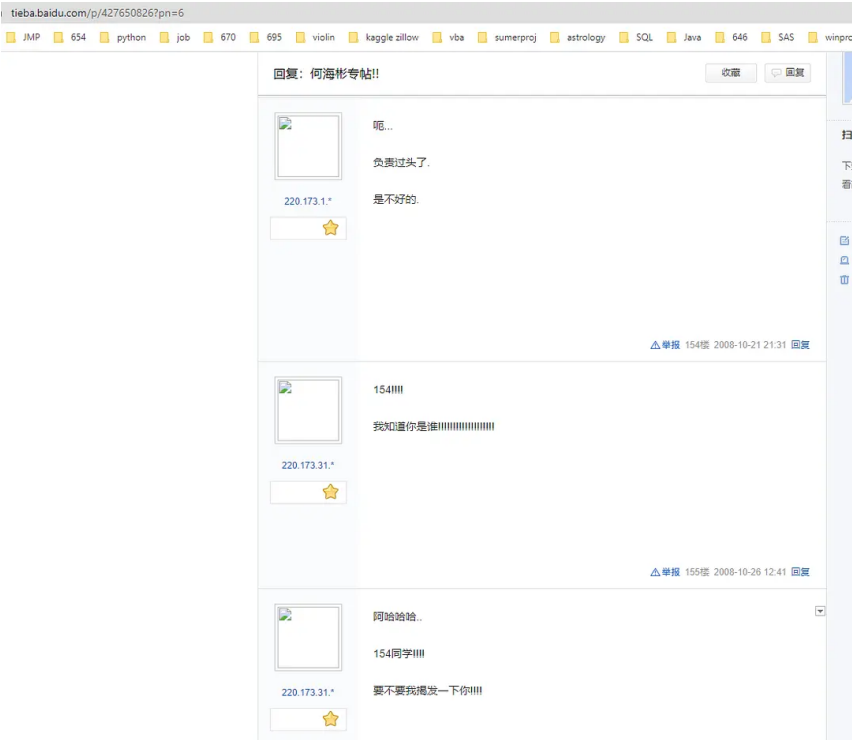 tieba.baidu.com/p/427650826?pn=6
JMP 654 python job 670 695 violin kaggle zillow vba sumerproj astrology SQL Java 646 SAS winpro
回复：何海彬专帖!!
收藏 回复
呃...
负责过头了.
是不好的.
220.173.1.*
举报 154楼 2008-10-21 21:31 回复
154!!!!
我知道你是谁!!!!!!!!!!!!!!!!!!!
220.173.31.*
举报 155楼 2008-10-26 12:41 回复
阿哈哈哈..
154同学!!!!
要不要我揭发一下你!!!!
220.173.31.*
扫
下
看